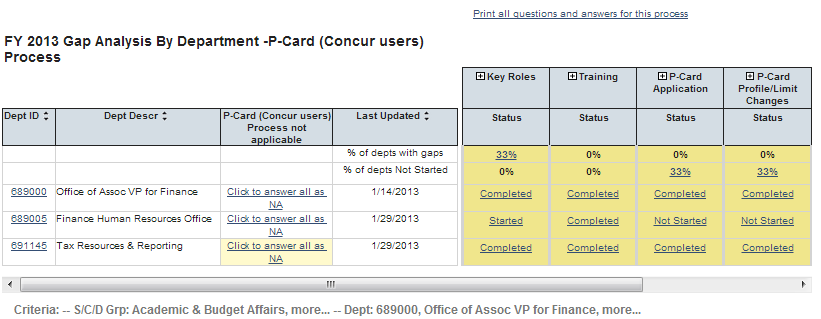 Print all questions and answers for this process
FY 2013 Gap Analysis By Department -P-Card (Concur users)
Process
Key Roles Training P-Card Application P-Card Profile/Limit Changes
Dept ID Dept Descr P-Card (Concur users) Process not applicable Last Updated Status Status Status Status
% of depts with gaps 33% 0% 0% 0%
% of depts Not Started 0% 0% 33% 33%
689000 Office of Assoc VP for Finance Click to answer all as NA 1/14/2013 Completed Completed Completed Completed
689005 Finance Human Resources Office Click to answer all as NA 1/29/2013 Started Completed Not Started Not Started
691145 Tax Resources & Reporting Click to answer all as NA 1/29/2013 Completed Completed Completed Completed
Criteria: -- S/C/D Grp: Academic & Budget Affairs, more... -- Dept: 689000, Office of Assoc VP for Finance, more...